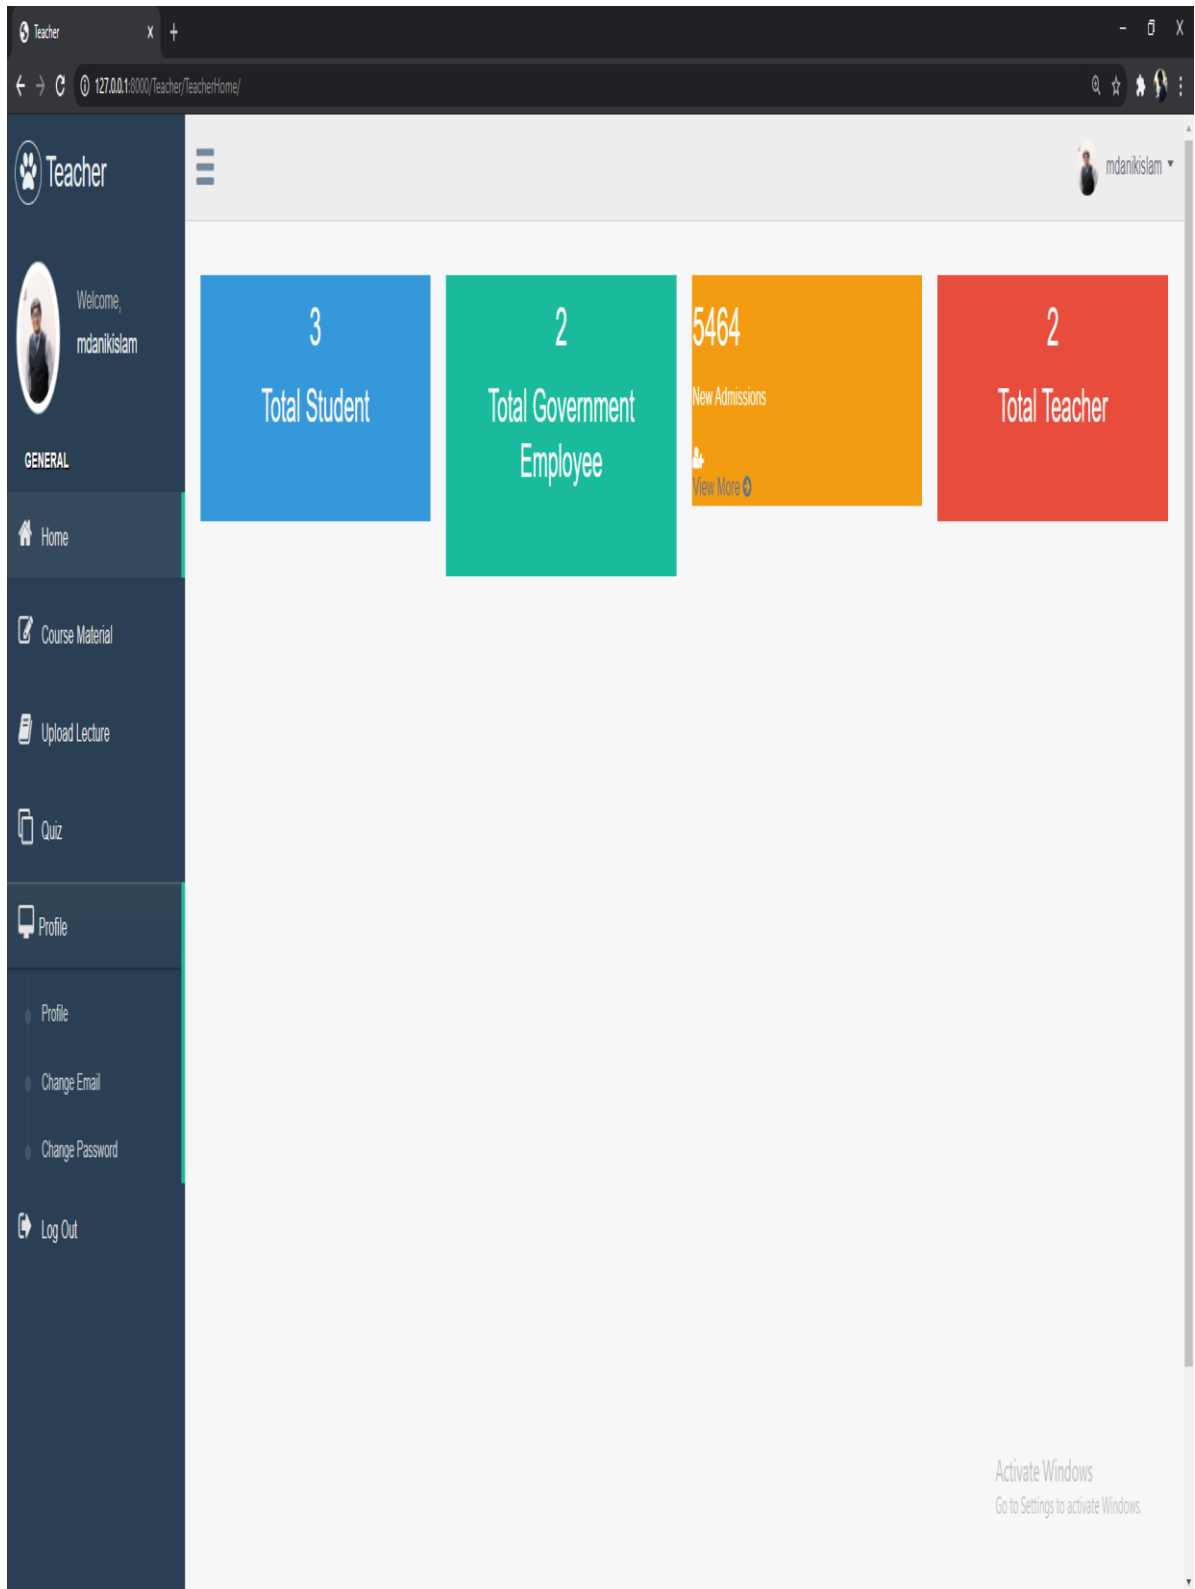 Teacher
127.0.0.1:8000/Teacher/TeacherHome/
Teacher
mdanikislam
Welcome,
mdanikislam
GENERAL
Home
Course Material
Upload Lecture
Quiz
Profile
Profile
Change Email
Change Password
Log Out
3
Total Student
2
Total Government
Employee
5464
New Admissions
View More
2
Total Teacher
Activate Windows
Go to Settings to activate Windows.